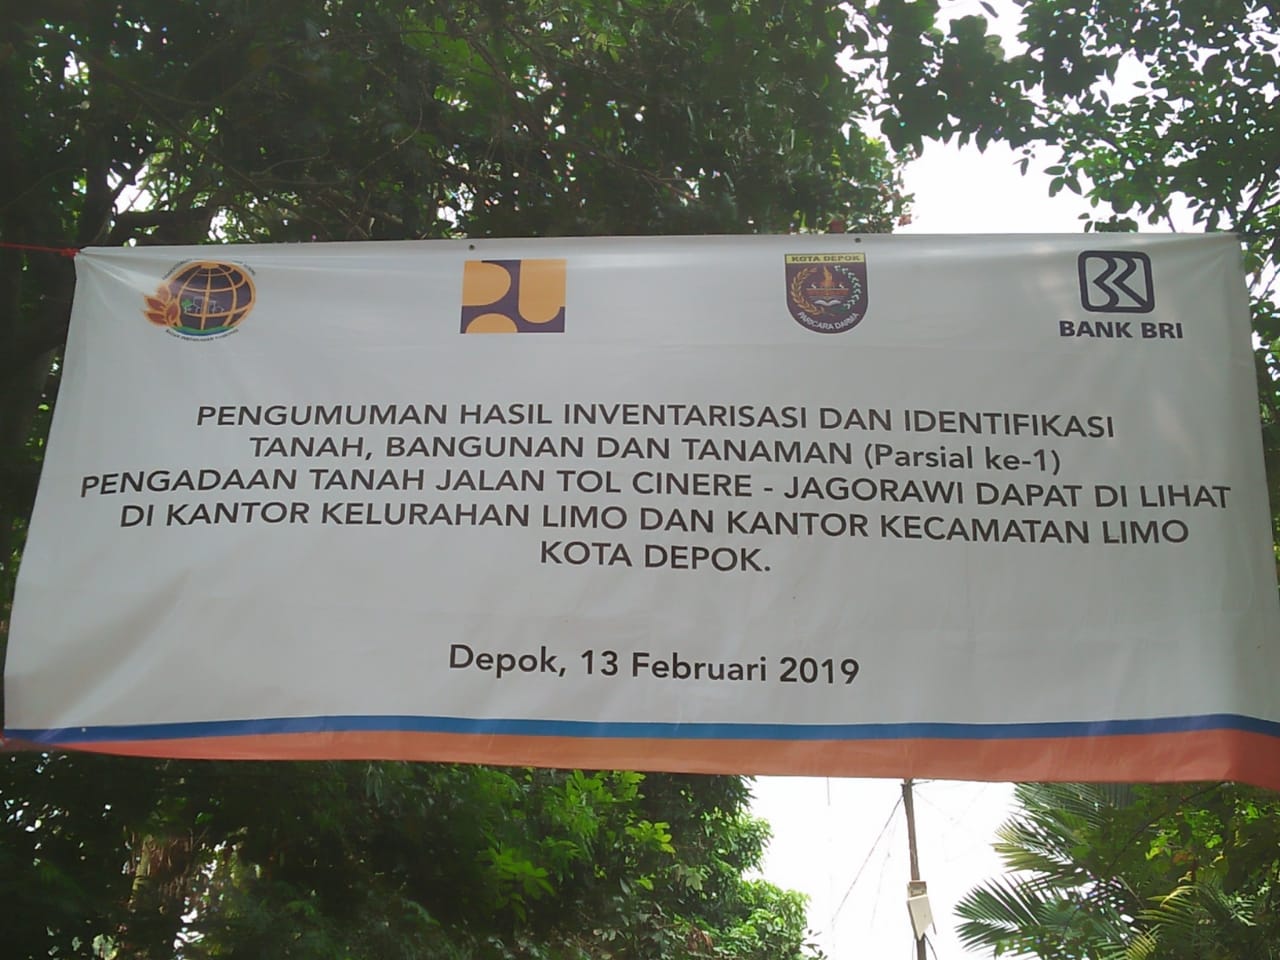 KOTA DEPOK
PARICARA DARMA
BANK BRI
PENGUMUMAN HASIL INVENTARISASI DAN IDENTIFIKASI
TANAH, BANGUNAN DAN TANAMAN (Parsial ke-1)
PENGADAAN TANAH JALAN TOL CINERE - JAGORAWI DAPAT DI LIHAT
DI KANTOR KELURAHAN LIMO DAN KANTOR KECAMATAN LIMO
KOTA DEPOK.
Depok, 13 Februari 2019